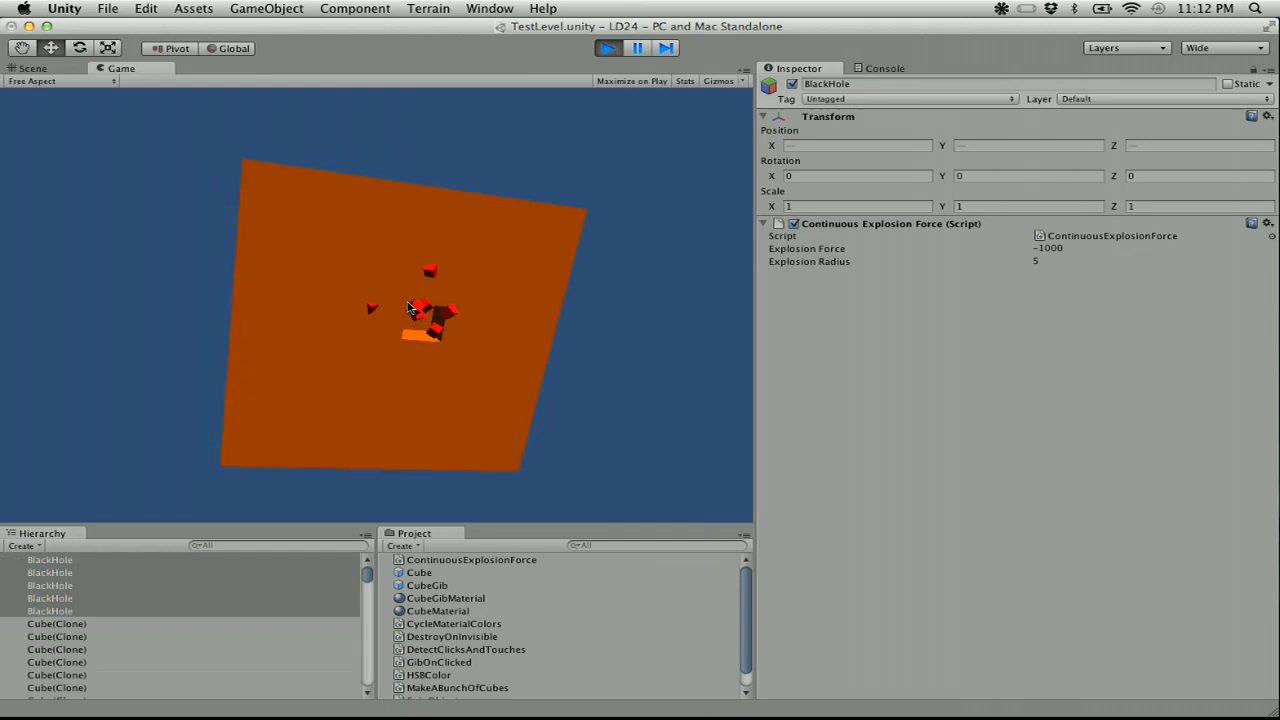 Unity File Edit Assets GameObject Component Terrain Window Help 11:12 PM
TestLevel.unity - LD24 - PC and Mac Standalone
Pivot Global Layers Wide
Scene Game Inspector Console
Free Aspect Maximize on Play Stats Gizmos
BlackHole Static
Tag Untagged Layer Default
Transform
Position
X — Y — Z —
Rotation
X 0 Y 0 Z 0
Scale
X 1 Y 1 Z 1
Continuous Explosion Force (Script)
Script ContinuousExplosionForce
Explosion Force -1000
Explosion Radius 5
Hierarchy
Create All
BlackHole
BlackHole
BlackHole
BlackHole
BlackHole
Cube(Clone)
Cube(Clone)
Cube(Clone)
Cube(Clone)
Cube(Clone)
Cube(Clone)
Project
Create All
ContinuousExplosionForce
Cube
CubeGib
CubeGibMaterial
CubeMaterial
CycleMaterialColors
DestroyOnInvisible
DetectClicksAndTouches
GibOnClicked
HSBColor
MakeABunchOfCubes